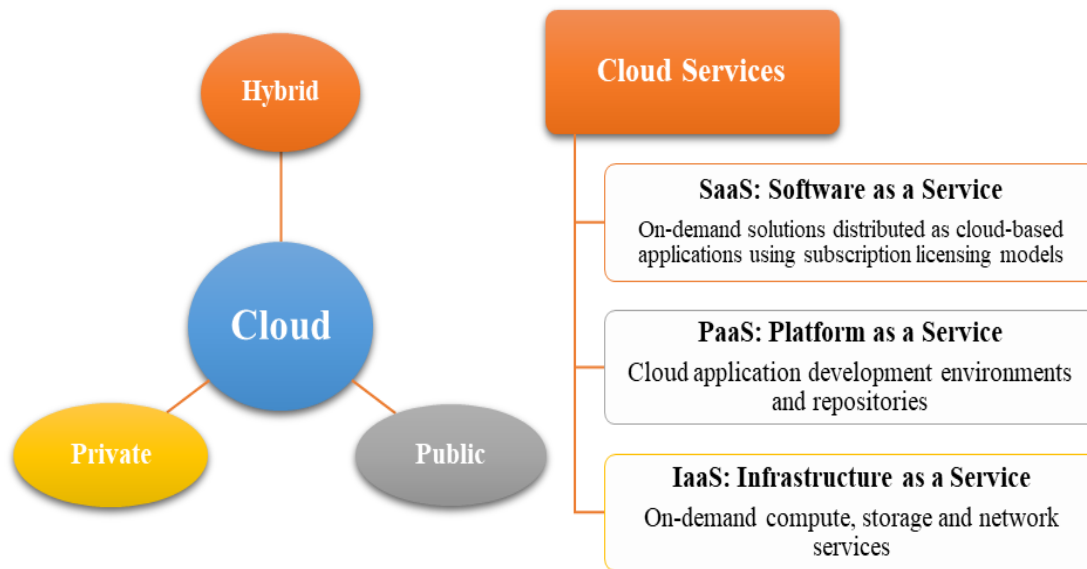 Hybrid
Cloud
Private
Public
Cloud Services
SaaS: Software as a Service
On-demand solutions distributed as cloud-based
applications using subscription licensing models
PaaS: Platform as a Service
Cloud application development environments
and repositories
IaaS: Infrastructure as a Service
On-demand compute, storage and network
services